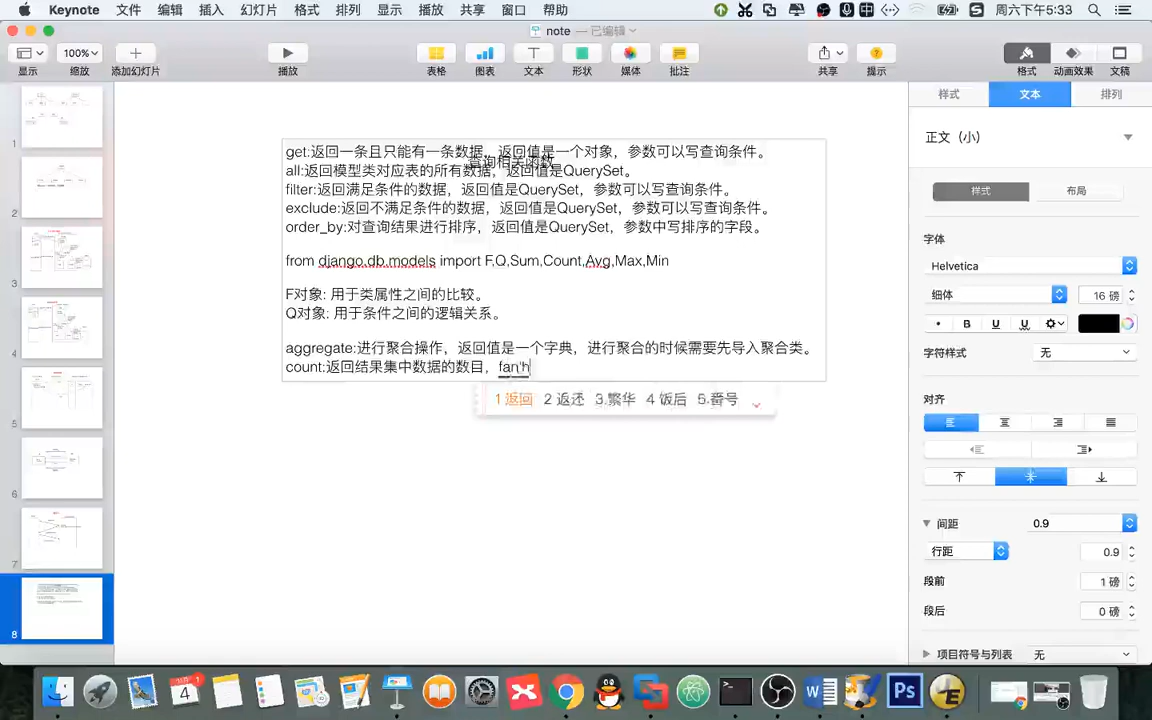 Keynote 文件 编辑 插入 幻灯片 格式 排列 显示 播放 共享 窗口 帮助 周六下午5:33
note — 已编辑
100%
显示 缩放 添加幻灯片 播放 表格 图表 文本 形状 媒体 批注 共享 提示 格式 动画效果 文稿
样式 文本 排列
正文（小）
样式 布局
字体
Helvetica
细体 16 磅
B U U
字符样式 无
对齐
间距 0.9
行距 0.9
段前 1 磅
段后 0 磅
项目符号与列表 无
查询相关函数
get:返回一条且只能有一条数据，返回值是一个对象，参数可以写查询条件。
all:返回模型类对应表的所有数据，返回值是QuerySet。
filter:返回满足条件的数据，返回值是QuerySet，参数可以写查询条件。
exclude:返回不满足条件的数据，返回值是QuerySet，参数可以写查询条件。
order_by:对查询结果进行排序，返回值是QuerySet，参数中写排序的字段。
from django.db.models import F,Q,Sum,Count,Avg,Max,Min
F对象: 用于类属性之间的比较。
Q对象: 用于条件之间的逻辑关系。
aggregate:进行聚合操作，返回值是一个字典，进行聚合的时候需要先导入聚合类。
count:返回结果集中数据的数目，fan'h
1 返回 2 返还 3.繁华 4 饭后 5.番号
1
2
3
4
5
6
7
8
4
1
Ps